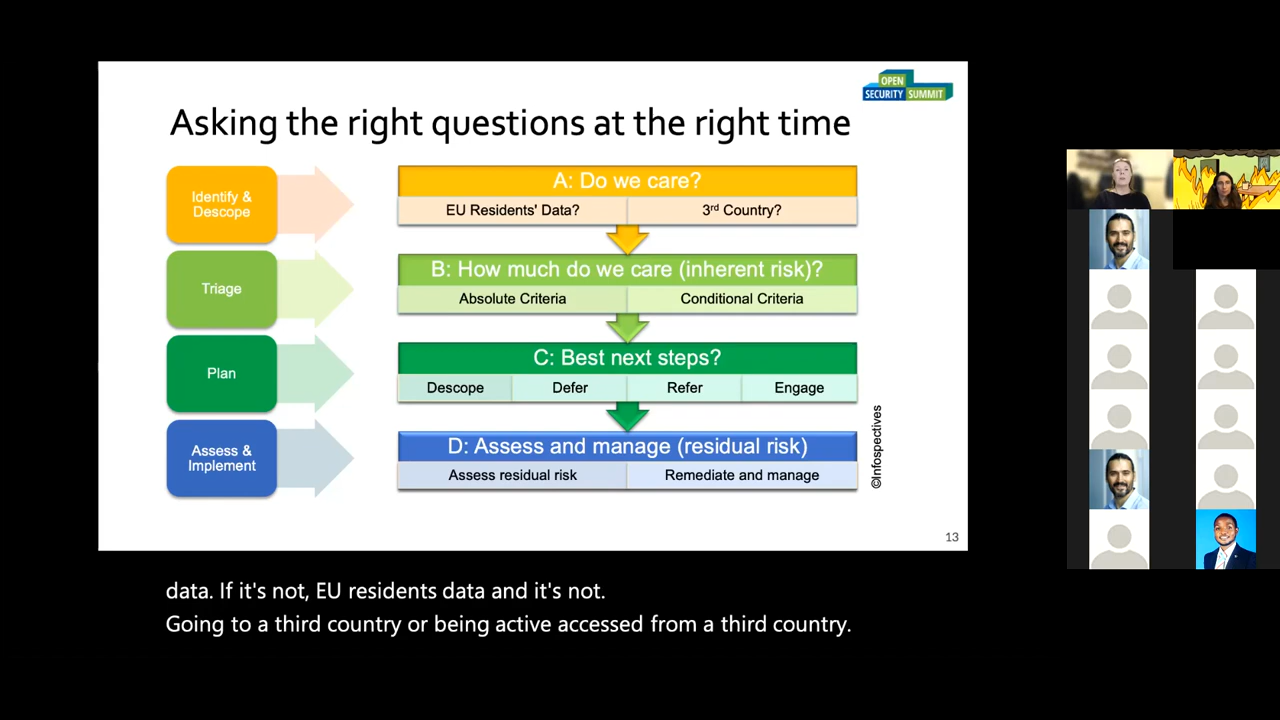 OPEN
SECURITY SUMMIT
Asking the right questions at the right time
Identify &
Descope
A: Do we care?
EU Residents' Data?
3rd Country?
Triage
B: How much do we care (inherent risk)?
Absolute Criteria
Conditional Criteria
Plan
C: Best next steps?
Descope
Defer
Refer
Engage
Assess &
Implement
D: Assess and manage (residual risk)
Assess residual risk
Remediate and manage
©Infospectives
13
data. If it's not, EU residents data and it's not.
Going to a third country or being active accessed from a third country.